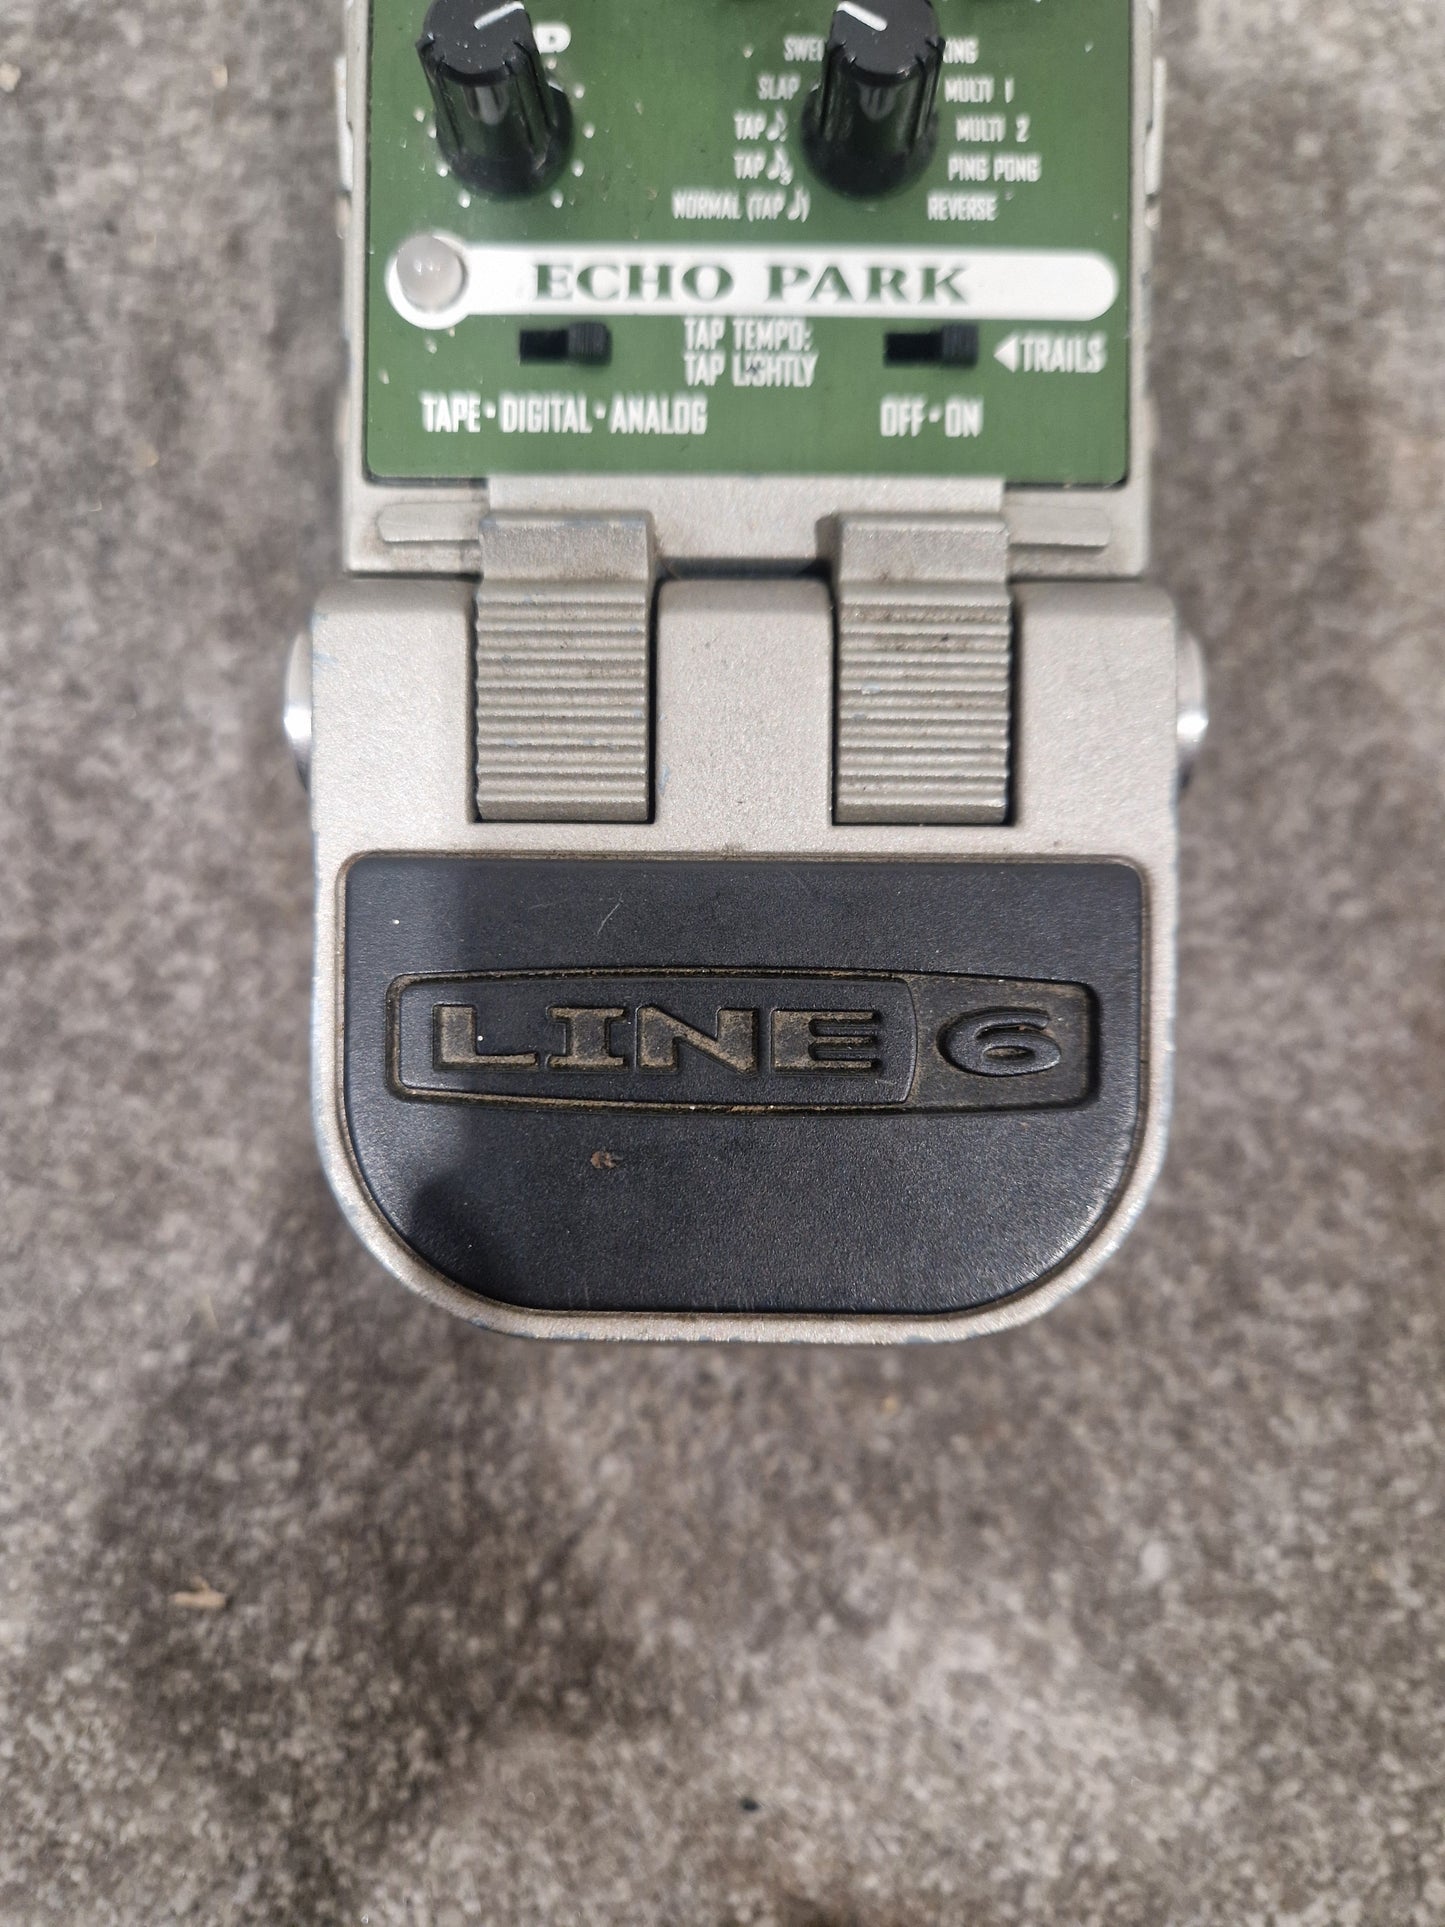 SLAP
MULTI 1
TAP
MULTI 2
TAP 3
PING PONG
NORMAL (TAP ♩)
REVERSE
ECHO PARK
TAP TEMPO:
TAP LIGHTLY
TRAILS
TAPE • DIGITAL • ANALOG
OFF • ON
LINE 6